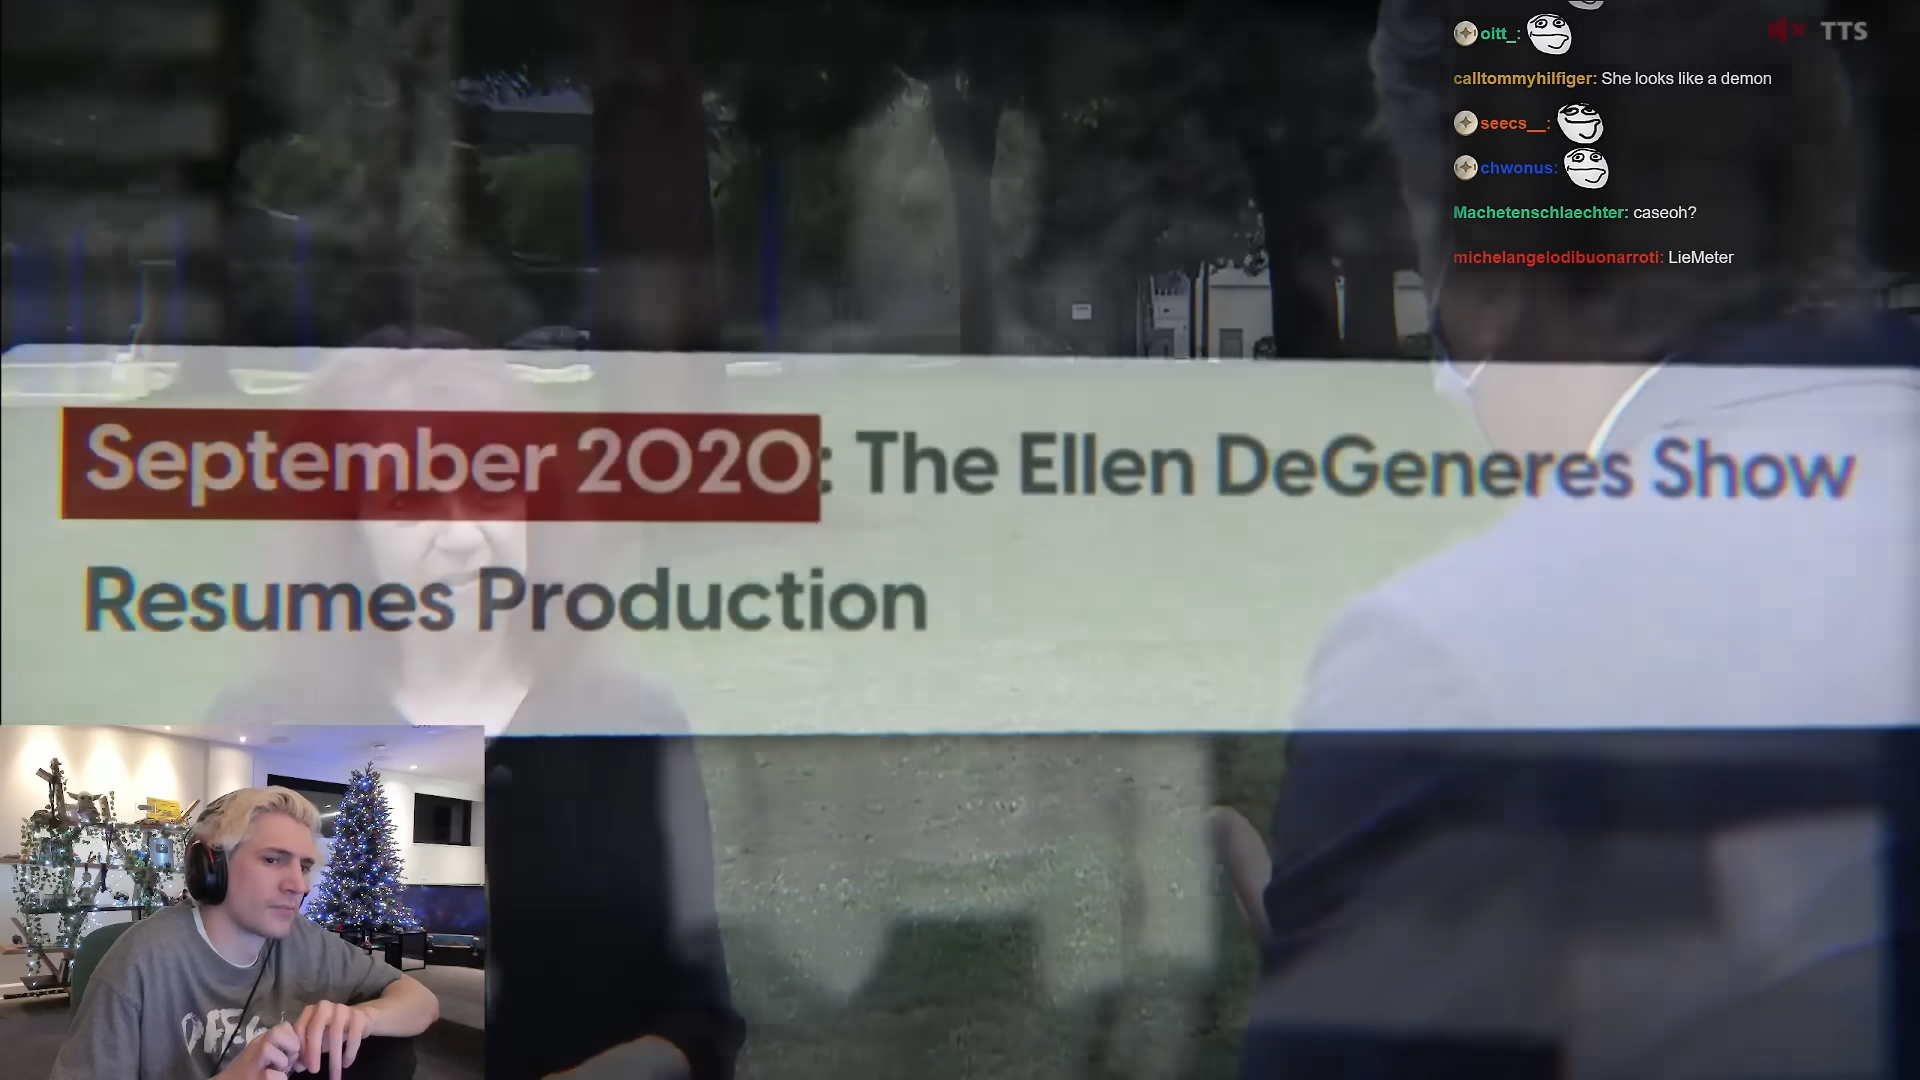 TTS
oitt_:
calltommyhilfiger: She looks like a demon
seecs__:
chwonus:
Machetenschlaechter: caseoh?
michelangelodibuonarroti: LieMeter
September 2020: The Ellen DeGeneres Show
Resumes Production